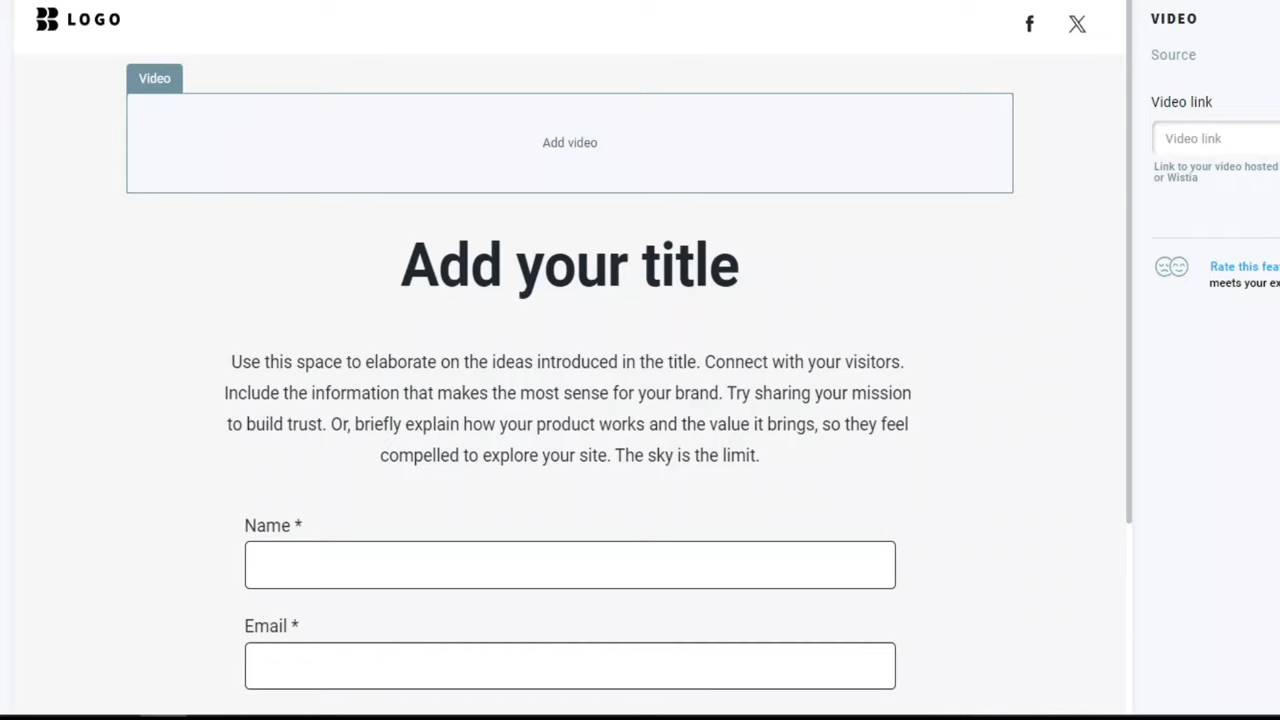 LOGO
Video
Add video
Add your title
Use this space to elaborate on the ideas introduced in the title. Connect with your visitors.
Include the information that makes the most sense for your brand. Try sharing your mission
to build trust. Or, briefly explain how your product works and the value it brings, so they feel
compelled to explore your site. The sky is the limit.
Name *
Email *
VIDEO
Source
Video link
Video link
Link to your video hosted
or Wistia
Rate this
meets your